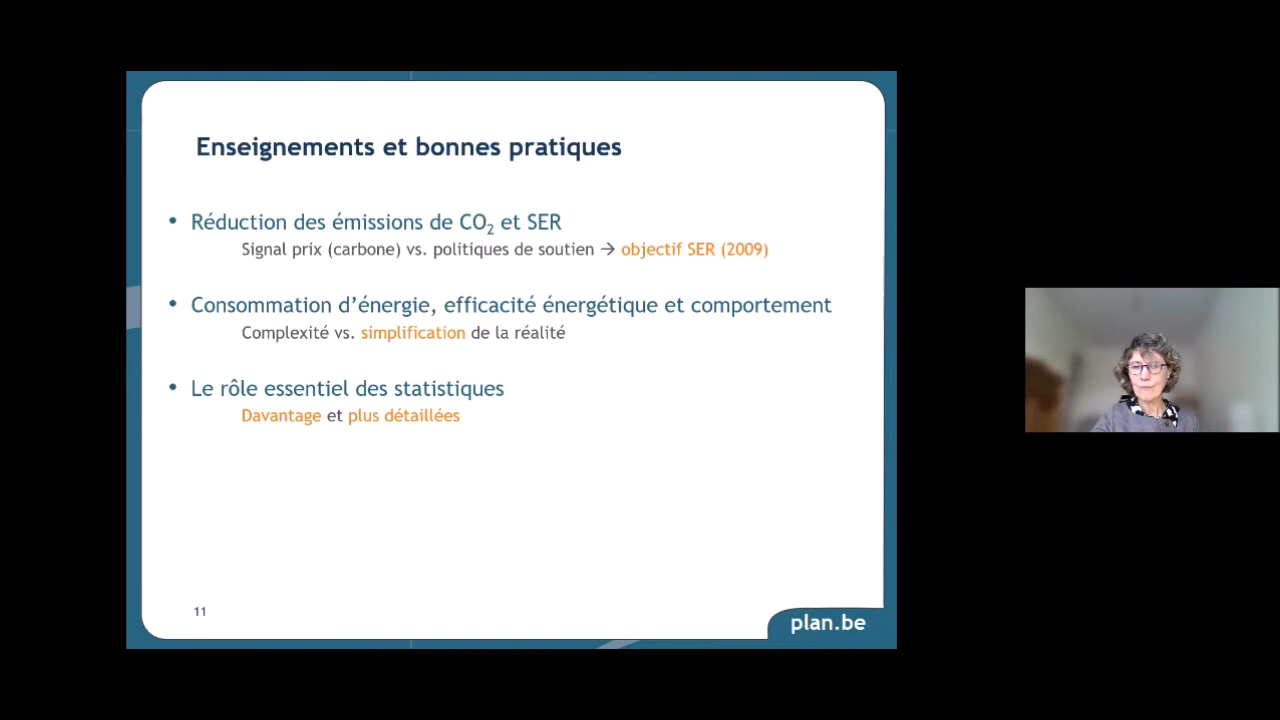 Enseignements et bonnes pratiques
• Réduction des émissions de CO₂ et SER
Signal prix (carbone) vs. politiques de soutien → objectif SER (2009)
• Consommation d’énergie, efficacité énergétique et comportement
Complexité vs. simplification de la réalité
• Le rôle essentiel des statistiques
Davantage et plus détaillées
11
plan.be